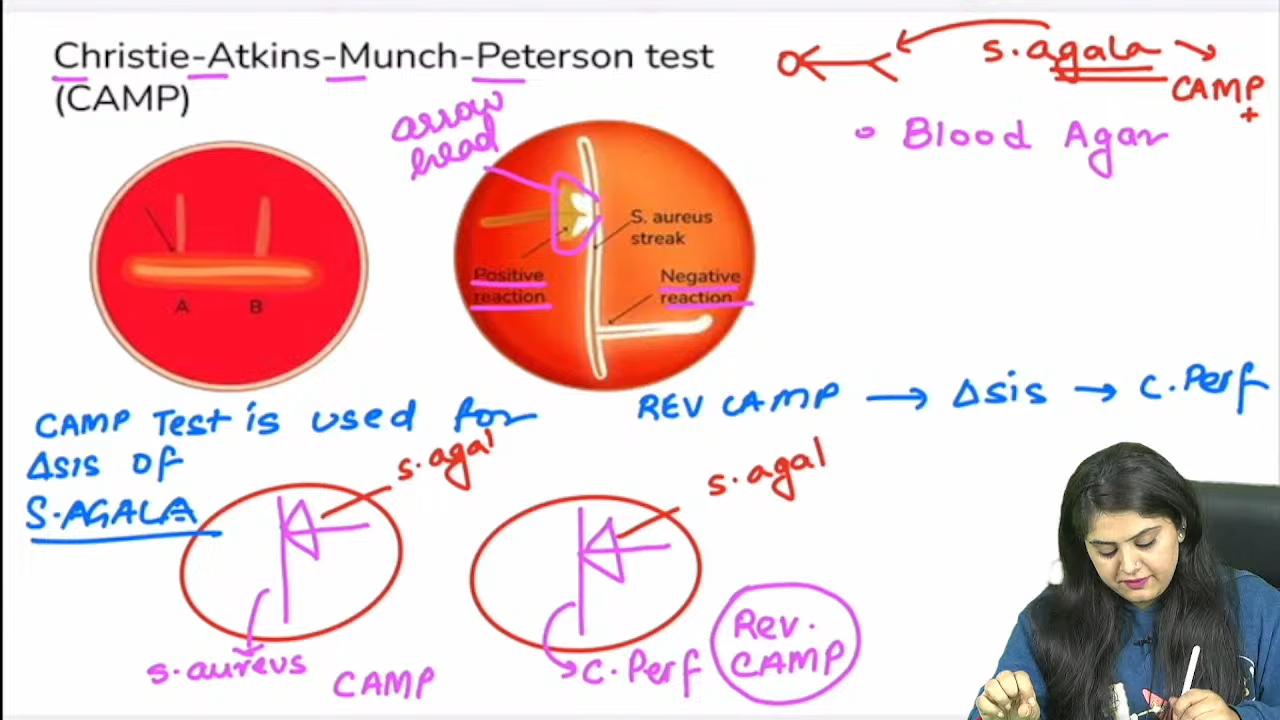 Christie-Atkins-Munch-Peterson test
(CAMP)
s.agala →
CAMP
+
Blood Agar
arrow
head
S. aureus
streak
Positive
reaction
Negative
reaction
A B
CAMP Test is used for
Δsis of
S.AGALA
REV CAMP → Δsis → C.Perf
s.agal
s.agal
s.aureus
CAMP
C.Perf
Rev.
CAMP